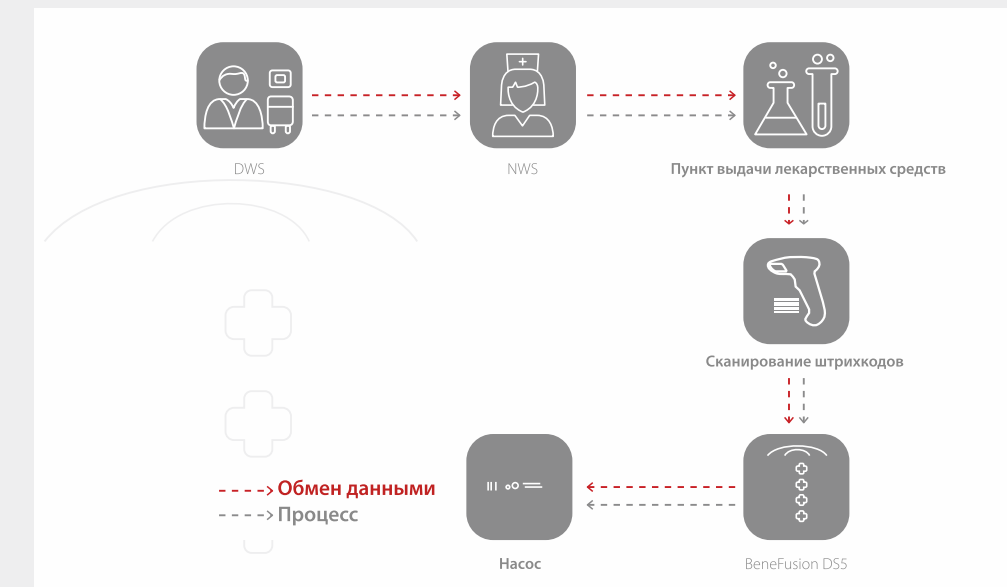 DWS
NWS
Пункт выдачи лекарственных средств
Сканирование штрихкодов
Обмен данными
Процесс
Насос
BeneFusion DS5